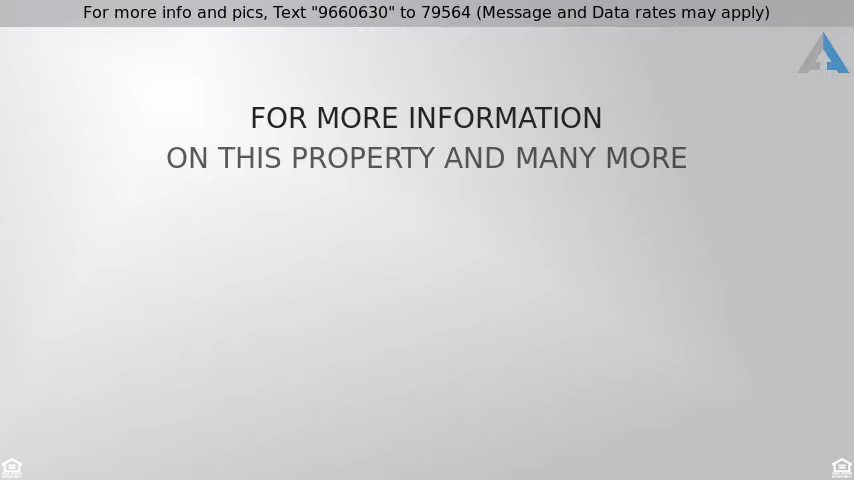 For more info and pics, Text "9660630" to 79564 (Message and Data rates may apply)
FOR MORE INFORMATION
ON THIS PROPERTY AND MANY MORE